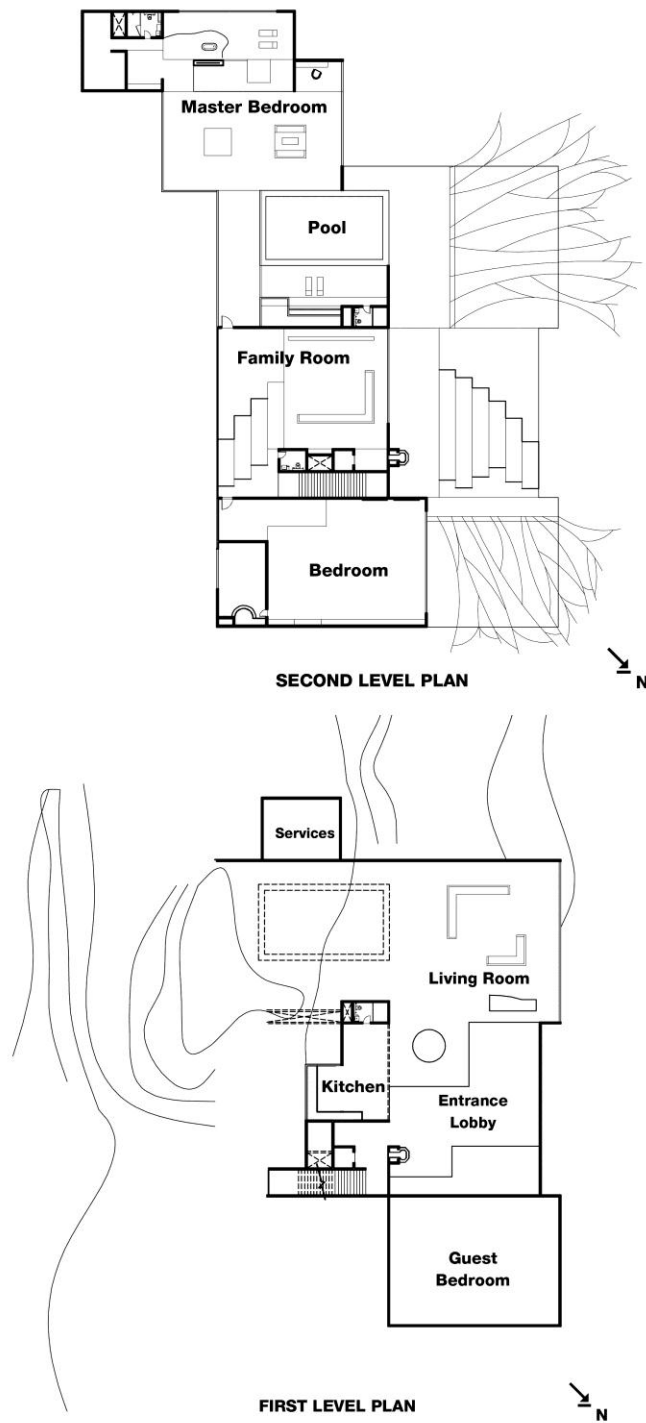 Master Bedroom
Pool
Family Room
Bedroom
SECOND LEVEL PLAN
N
Services
Living Room
Kitchen
Entrance
Lobby
Guest
Bedroom
FIRST LEVEL PLAN
N